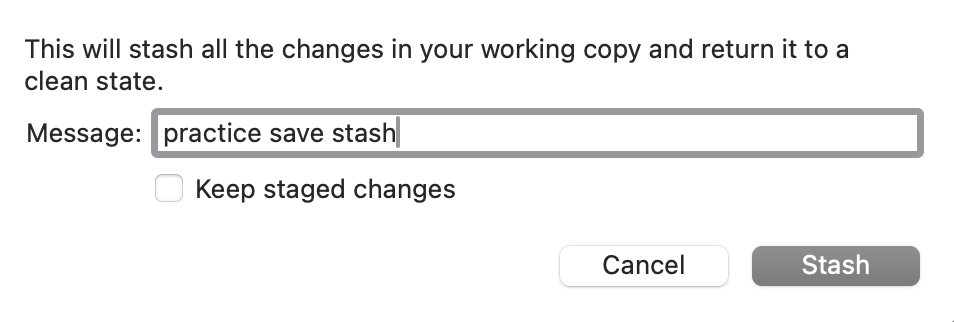 This will stash all the changes in your working copy and return it to a
clean state.
Message: practice save stash
Keep staged changes
Cancel Stash